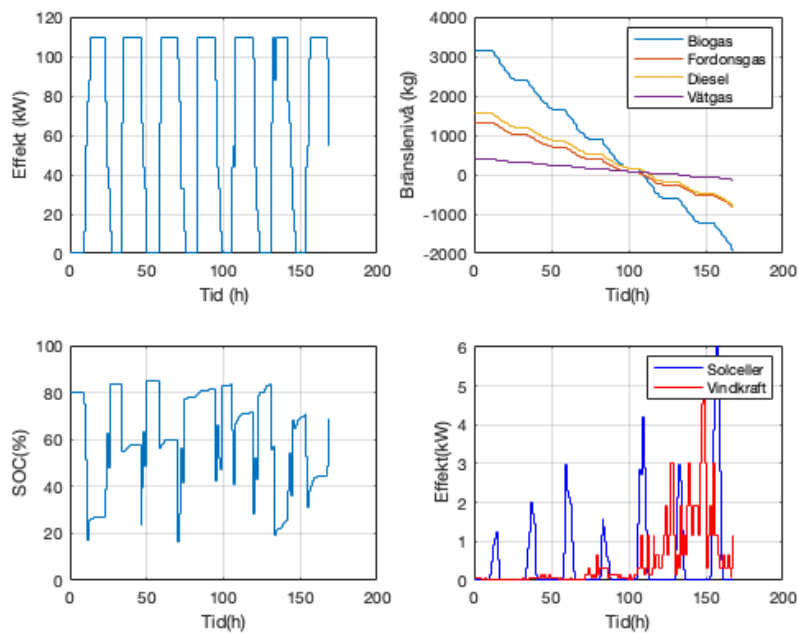 120
100
80
60
40
20
0
Effekt (kW)
0 50 100 150 200
Tid (h)
4000
3000
2000
1000
0
-1000
-2000
Bränslenivå (kg)
Biogas
Fordonsgas
Diesel
Vätgas
0 50 100 150 200
Tid(h)
100
80
60
40
20
0
SOC(%)
0 50 100 150 200
Tid(h)
6
5
4
3
2
1
0
Effekt(kW)
Solceller
Vindkraft
0 50 100 150 200
Tid(h)